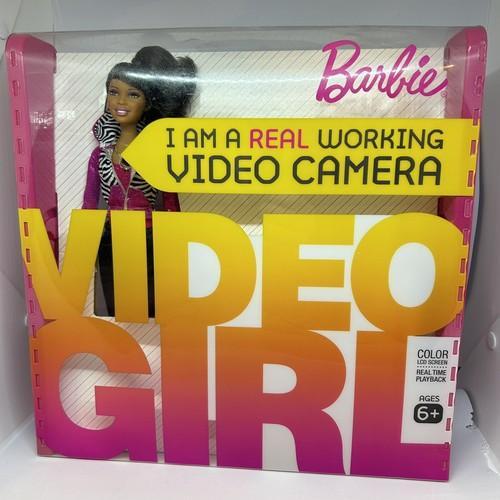 Barbie
I AM A REAL WORKING
VIDEO CAMERA
VIDEO
GIRL
COLOR
LCD SCREEN
REAL TIME
PLAYBACK
AGES
6+